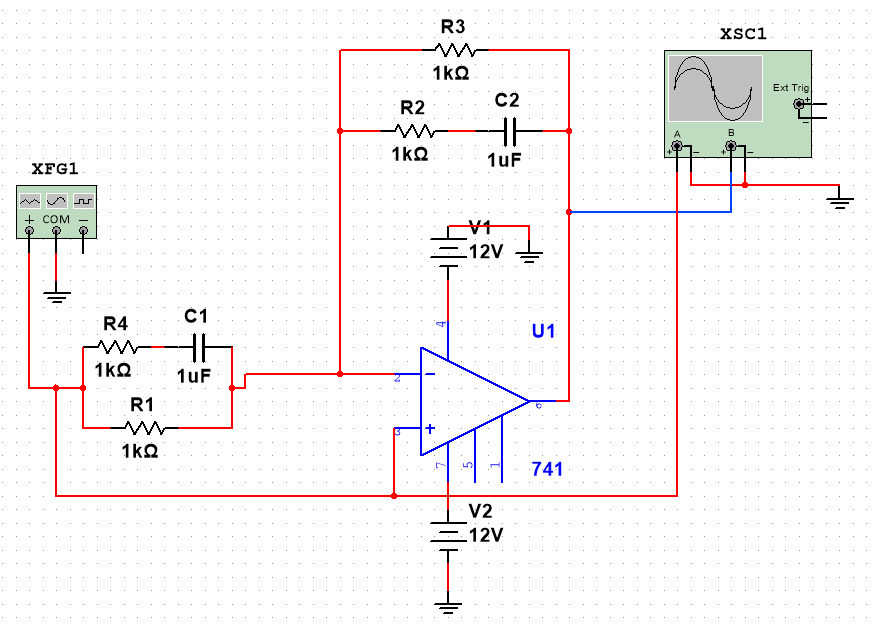 R3
1kΩ
XSC1
Ext Trig
+
−
A
B
+ − + −
R2
C2
1kΩ
1uF
XFG1
+ COM −
V1
12V
4
U1
R4
C1
1kΩ
1uF
2
−
6
R1
1kΩ
3
+
7
5
1
741
V2
12V